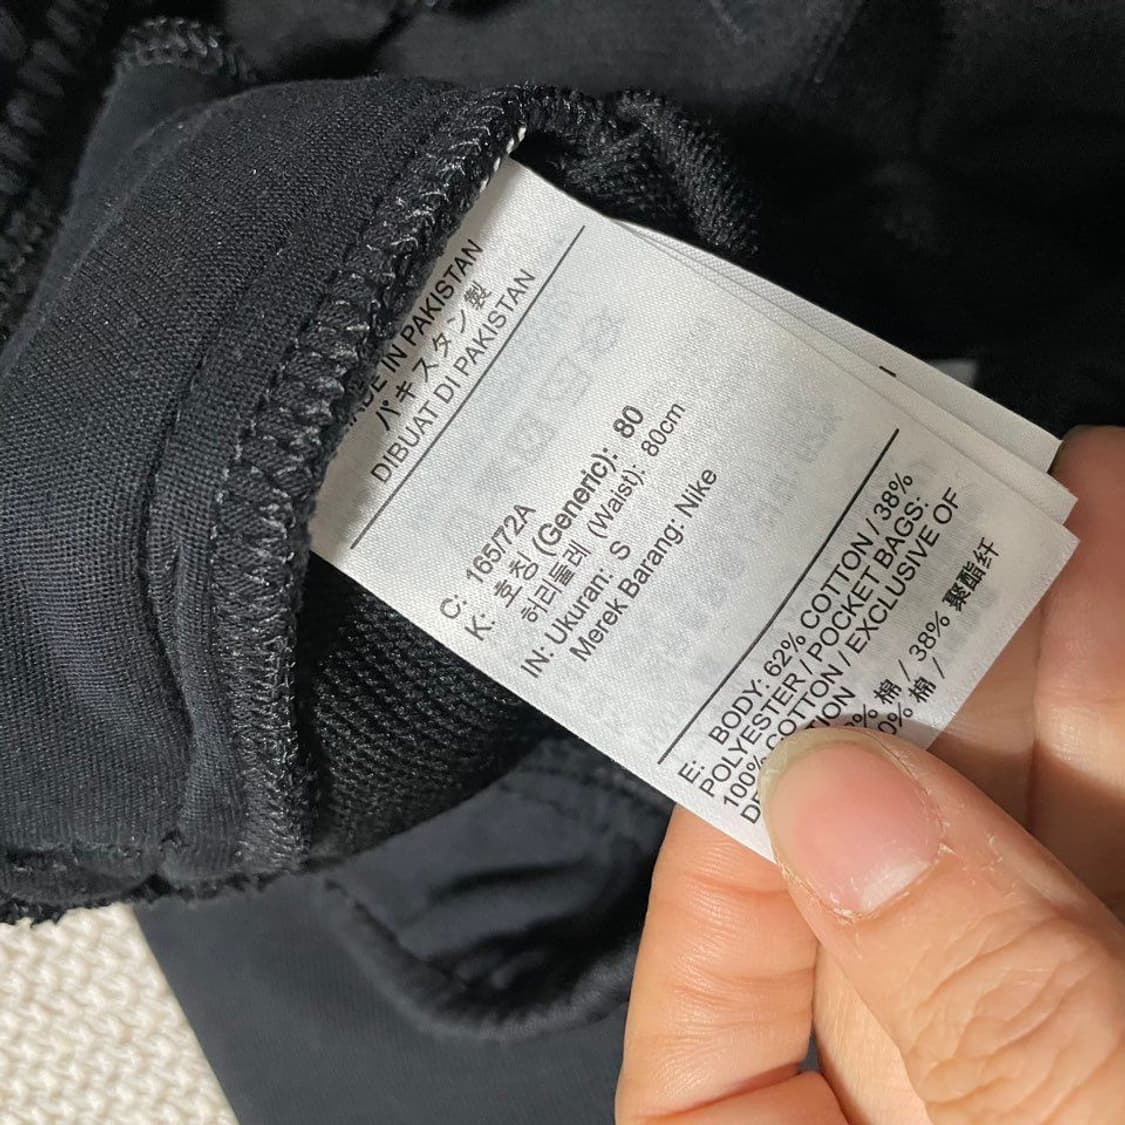 MADE IN PAKISTAN
パキスタン製
DIBUAT DI PAKISTAN
C: 165/72A
K: 호칭 (Generic): 80
허리둘레 (Waist): 80cm
IN: Ukuran: S
Merek Barang: Nike
E: BODY: 62% COTTON / 38%
POLYESTER / POCKET BAGS:
100% COTTON / EXCLUSIVE OF
% 棉 / 38% 聚酯纤
0% 棉 /